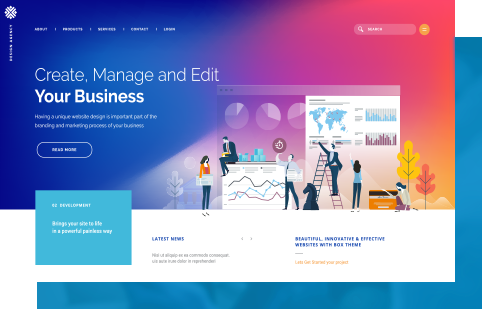 DESIGN AGENCY
ABOUT
PRODUCTS
SERVICES
CONTACT
LOGIN
SEARCH
Create, Manage and Edit
Your Business
Having a unique website design is important part of the
branding and marketing process of your business
READ MORE
02 DEVELOPMENT
Brings your site to life
in a powerful painless way
LATEST NEWS
Nisi ut aliquip ex ea commodo consequat.
uis aute irure dolor in reprehenderit
BEAUTIFUL, INNOVATIVE & EFFECTIVE
WEBSITES WITH BOX THEME
Lets Get Started your project